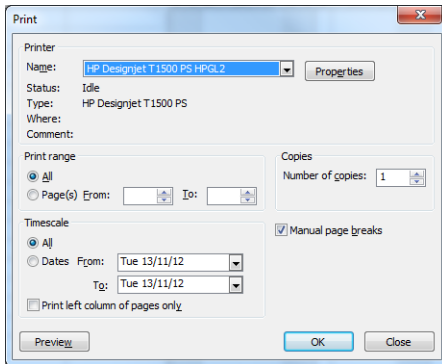 Print
Printer
Name: HP Designjet T1500 PS HPGL2 Properties
Status: Idle
Type: HP Designjet T1500 PS
Where:
Comment:
Print range
All
Page(s) From: To:
Copies
Number of copies: 1
Timescale
All
Dates From: Tue 13/11/12
To: Tue 13/11/12
Print left column of pages only
Manual page breaks
Preview OK Close